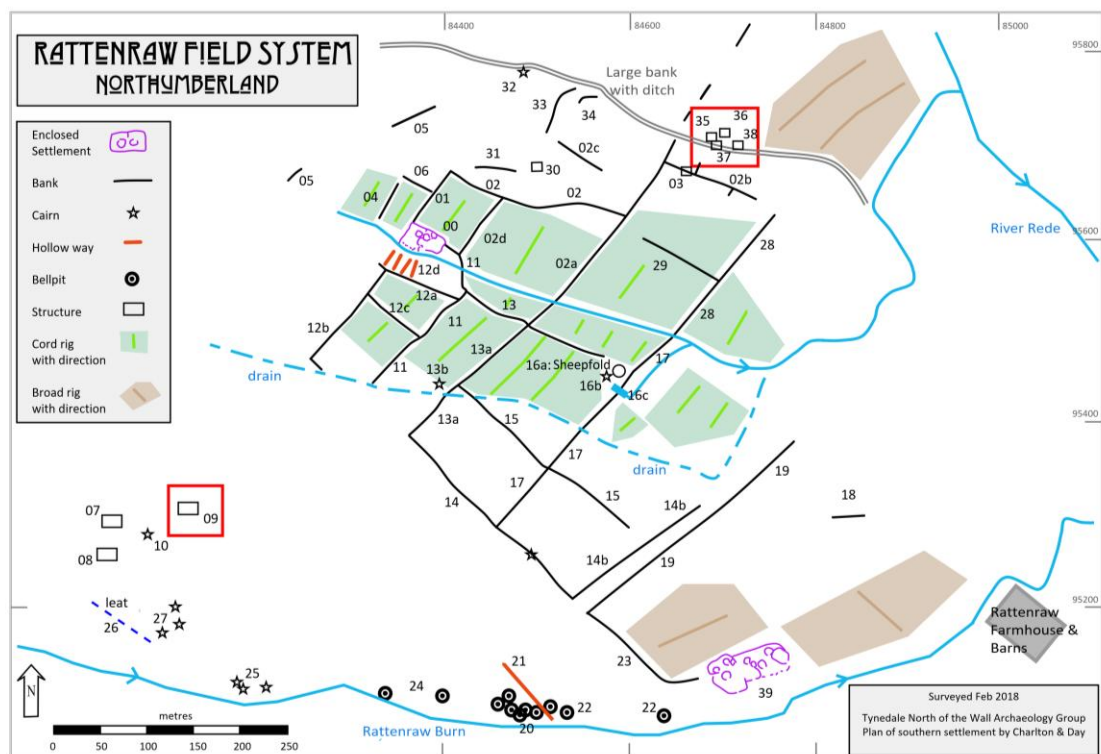 RATTENRAW FIELD SYSTEM
NORTHUMBERLAND
Enclosed
Settlement
Bank
Cairn
Hollow way
Bellpit
Structure
Cord rig
with direction
Broad rig
with direction
84400
84600
84800
85000
95800
95600
95400
95200
Large bank
with ditch
River Rede
32
33
34
35
36
38
37
05
31
02c
30
03
02b
05
06
04
01
02
02
00
02d
11
02a
29
28
12d
12a
12c
13
11
28
12b
13a
17
16a: Sheepfold
16b
16c
11
13b
drain
13a
15
17
drain
19
14
17
15
14b
18
07
09
10
08
14b
19
leat
26
27
25
24
21
20
22
22
23
39
Rattenraw
Farmhouse &
Barns
Rattenraw Burn
N
metres
0
50
100
150
200
250
Surveyed Feb 2018
Tynedale North of the Wall Archaeology Group
Plan of southern settlement by Charlton & Day